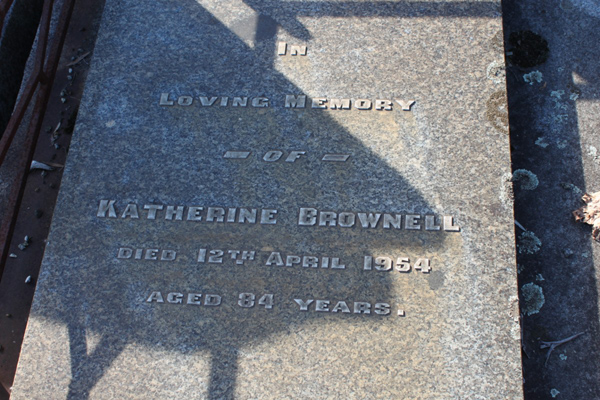 IN
LOVING MEMORY
– OF –
KATHERINE BROWNELL
DIED 12TH APRIL 1954
AGED 84 YEARS.